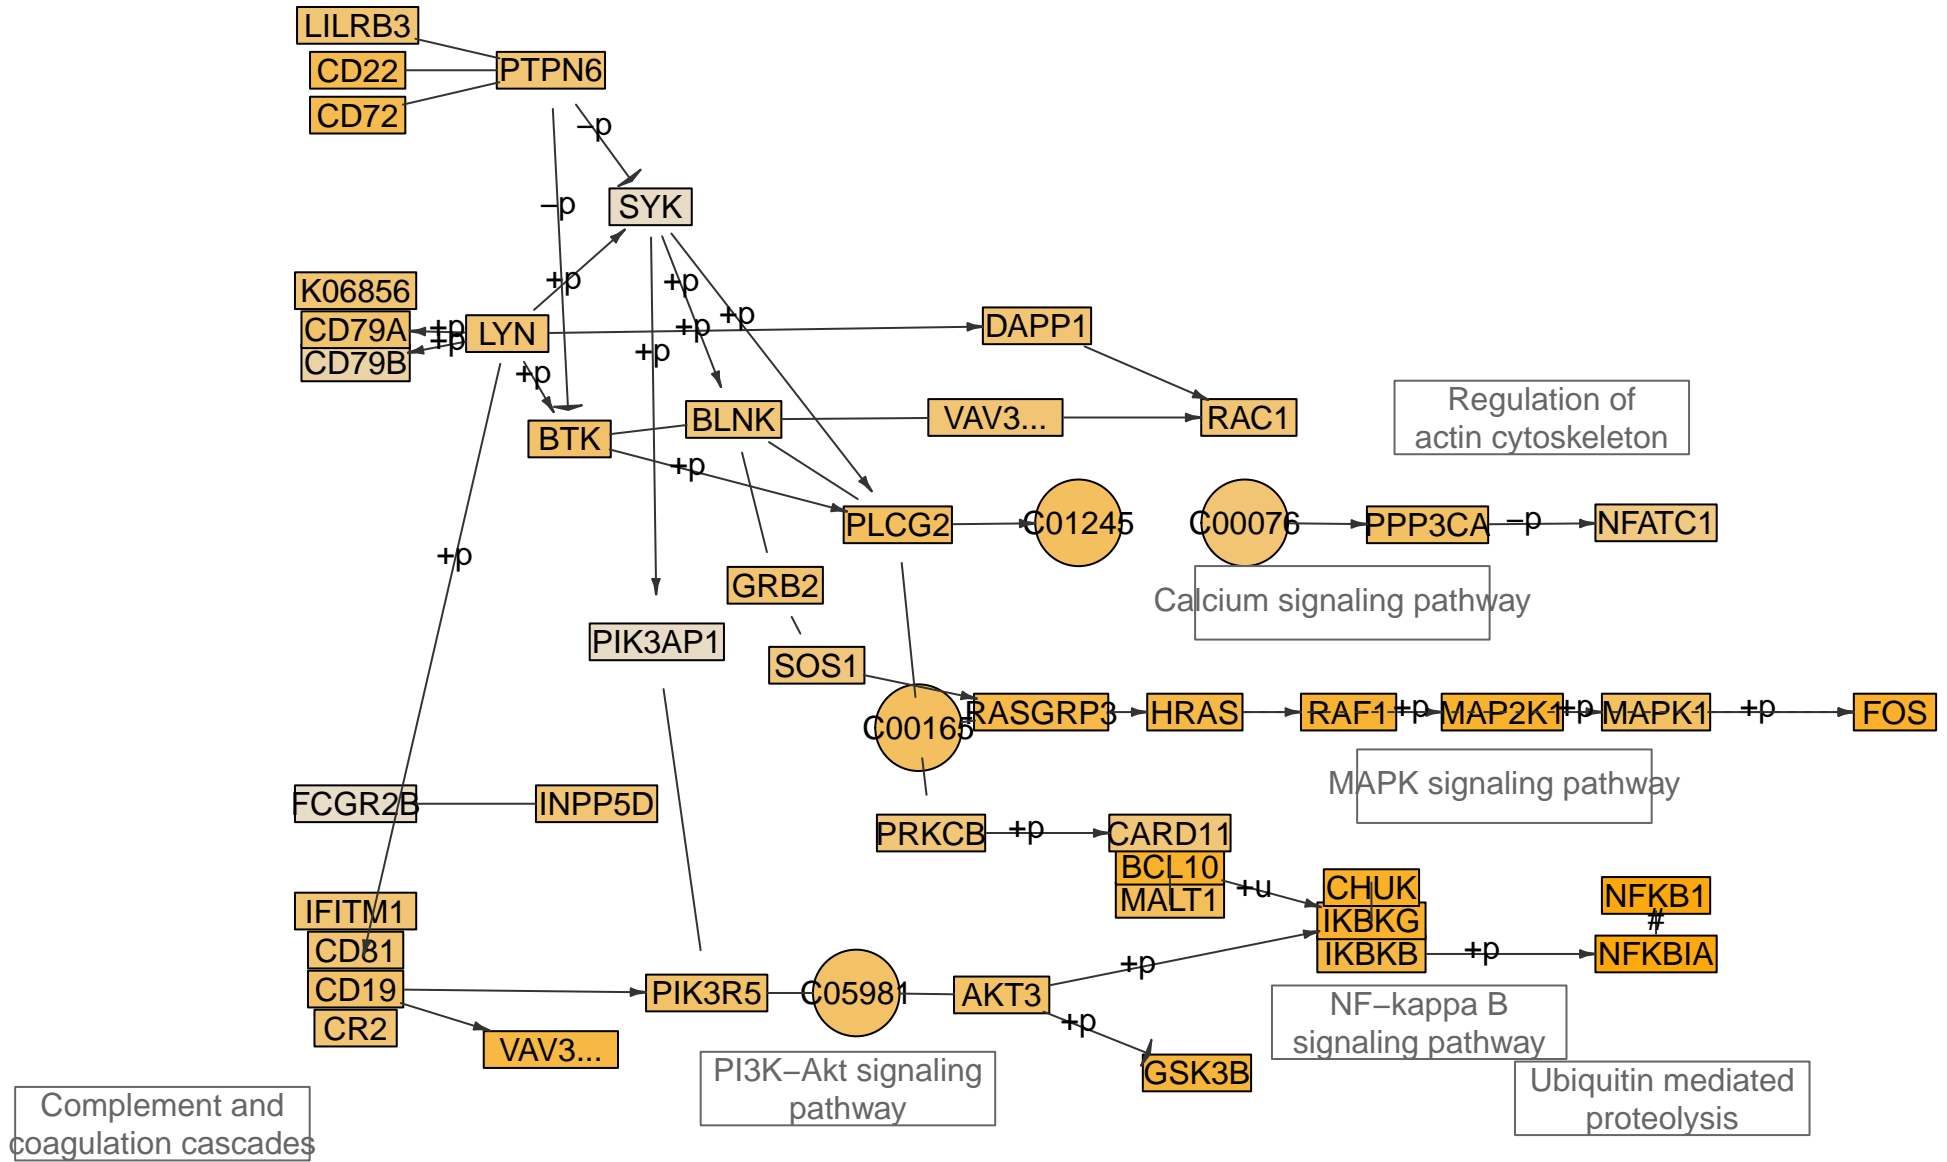 LILRB3
CD22
PTPN6
CD72
−p
SYK
−p
+p
+p
K06856
CD79A
+p
LYN
+p
+p
DAPP1
CD79B
+p
+p
+p
BTK
BLNK
VAV3...
RAC1
Regulation of
actin cytoskeleton
+p
PLCG2
C01245
C00076
PPP3CA
−p
NFATC1
+p
GRB2
Calcium signaling pathway
PIK3AP1
SOS1
C00165
RASGRP3
HRAS
RAF1
+p
MAP2K1
+p
MAPK1
+p
FOS
MAPK signaling pathway
FCGR2B
INPP5D
PRKCB
+p
CARD11
BCL10
MALT1
+u
CHUK
IKBKG
IKBKB
+p
NFKB1
#
NFKBIA
IFITM1
CD81
CD19
CR2
VAV3...
PIK3R5
C05981
AKT3
+p
+p
GSK3B
NF−kappa B
signaling pathway
PI3K−Akt signaling
pathway
Ubiquitin mediated
proteolysis
Complement and
coagulation cascades